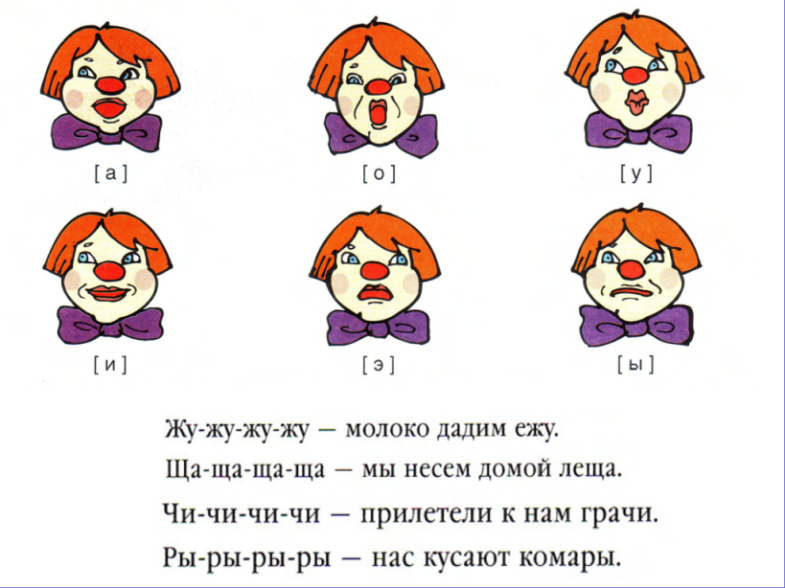 [а] [о] [у]
[и] [э] [ы]
Жу-жу-жу-жу — молоко дадим ежу.
Ща-ща-ща-ща — мы несем домой леща.
Чи-чи-чи-чи — прилетели к нам грачи.
Ры-ры-ры-ры — нас кусают комары.